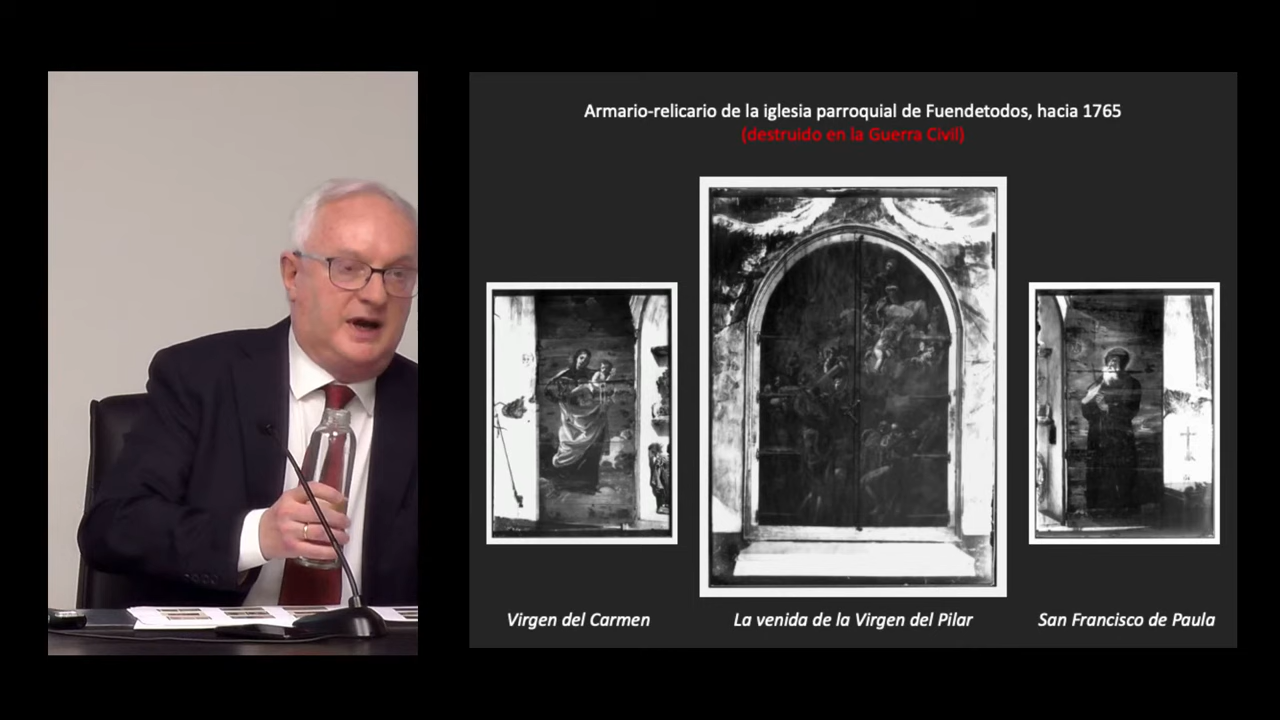 Armario-relicario de la iglesia parroquial de Fuendetodos, hacia 1765
(destruido en la Guerra Civil)
Virgen del Carmen
La venida de la Virgen del Pilar
San Francisco de Paula